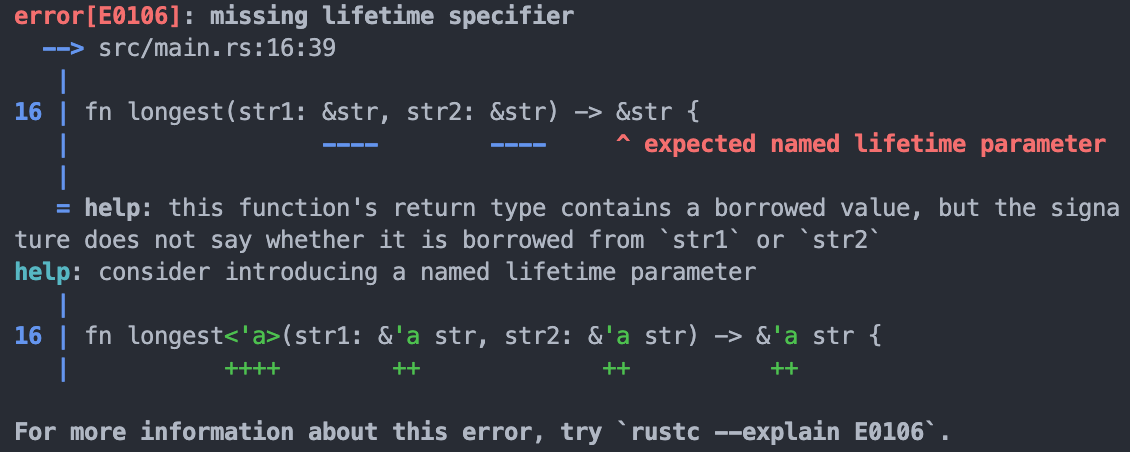 error[E0106]: missing lifetime specifier
  --> src/main.rs:16:39
   |
16 | fn longest(str1: &str, str2: &str) -> &str {
   |                  ----        ----     ^ expected named lifetime parameter
   |
   = help: this function's return type contains a borrowed value, but the signa
ture does not say whether it is borrowed from `str1` or `str2`
help: consider introducing a named lifetime parameter
   |
16 | fn longest<'a>(str1: &'a str, str2: &'a str) -> &'a str {
   |           ++++        ++             ++          ++

For more information about this error, try `rustc --explain E0106`.